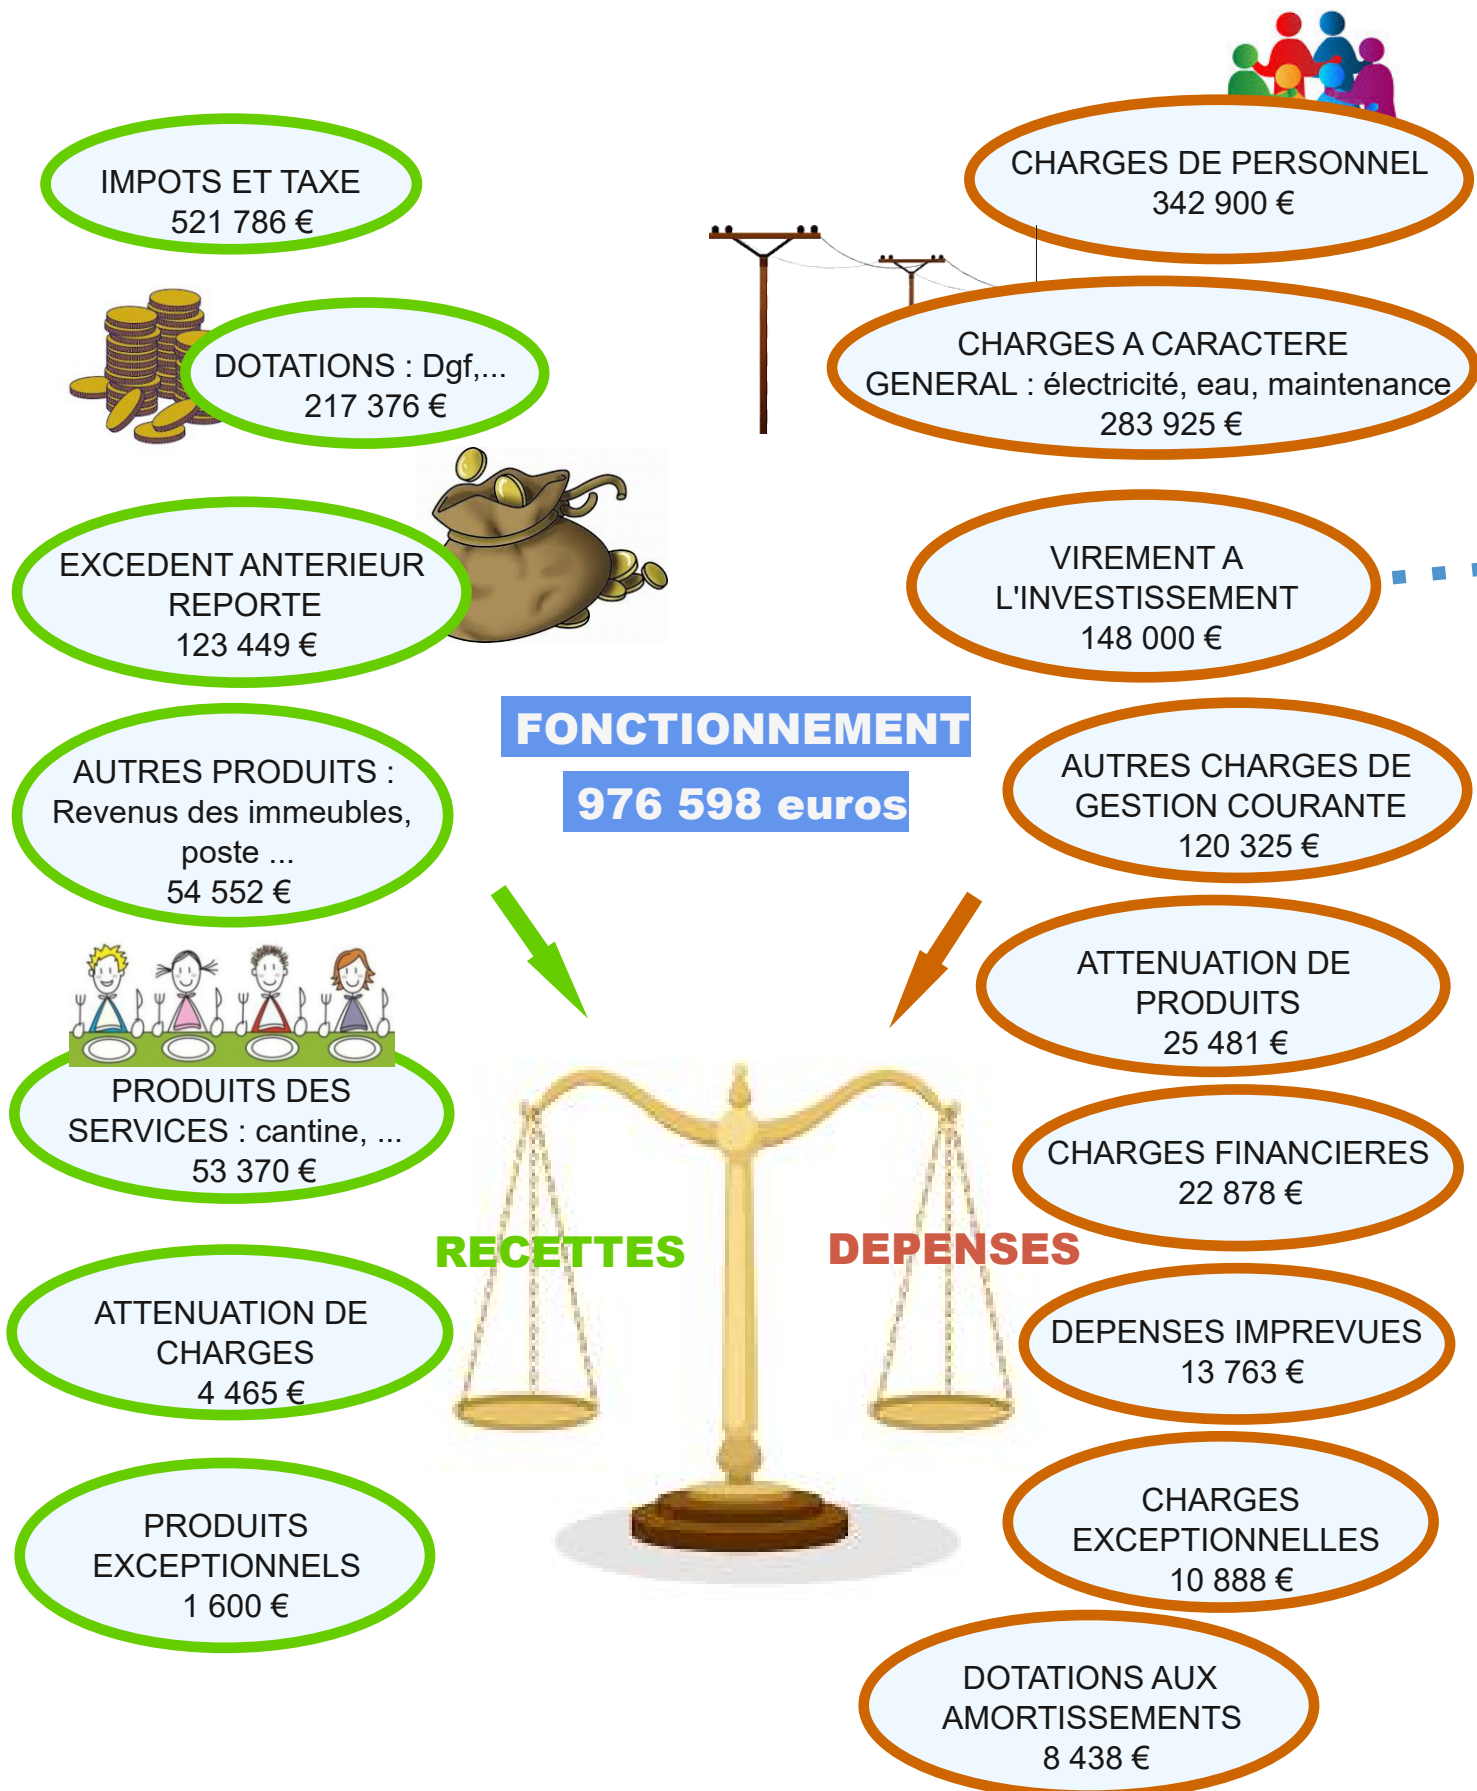 IMPOTS ET TAXE
521 786 €
DOTATIONS : Dgf,...
217 376 €
EXCEDENT ANTERIEUR
REPORTE
123 449 €
AUTRES PRODUITS :
Revenus des immeubles,
poste ...
54 552 €
PRODUITS DES
SERVICES : cantine, ...
53 370 €
ATTENUATION DE
CHARGES
4 465 €
PRODUITS
EXCEPTIONNELS
1 600 €
FONCTIONNEMENT
976 598 euros
RECETTES
DEPENSES
CHARGES DE PERSONNEL
342 900 €
CHARGES A CARACTERE
GENERAL : électricité, eau, maintenance
283 925 €
VIREMENT A
L'INVESTISSEMENT
148 000 €
AUTRES CHARGES DE
GESTION COURANTE
120 325 €
ATTENUATION DE
PRODUITS
25 481 €
CHARGES FINANCIERES
22 878 €
DEPENSES IMPREVUES
13 763 €
CHARGES
EXCEPTIONNELLES
10 888 €
DOTATIONS AUX
AMORTISSEMENTS
8 438 €